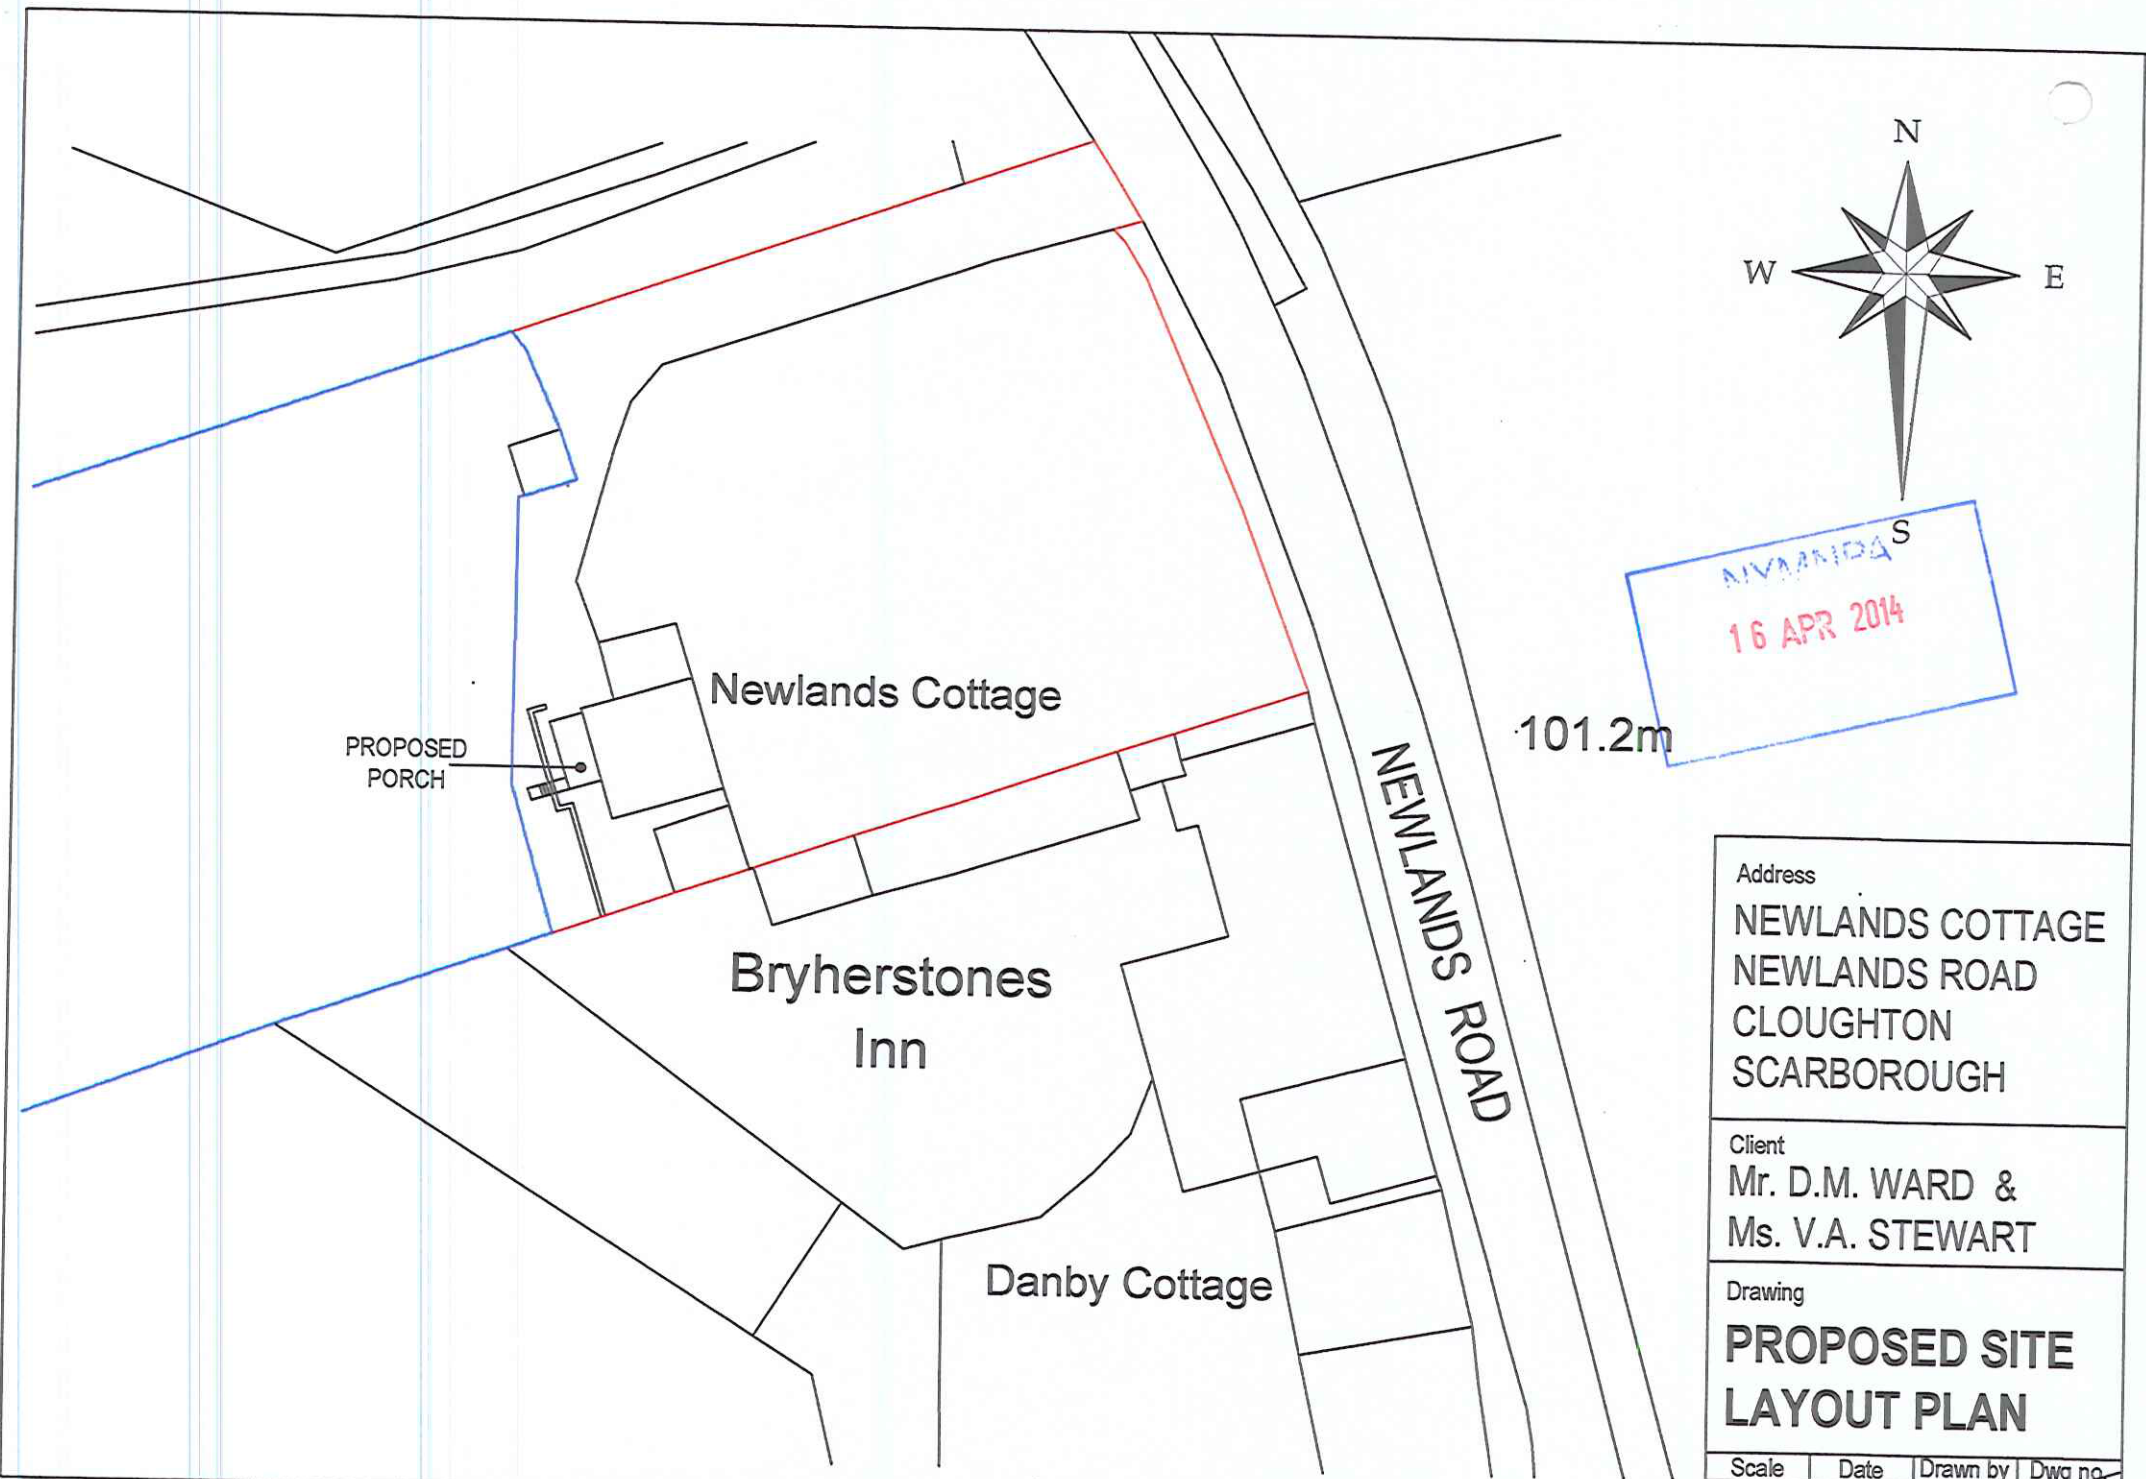 N
W
E
S
NYMNPA
16 APR 2014
Newlands Cottage
PROPOSED
PORCH
101.2m
NEWLANDS ROAD
Bryherstones
Inn
Danby Cottage
Address
NEWLANDS COTTAGE
NEWLANDS ROAD
CLOUGHTON
SCARBOROUGH
Client
Mr. D.M. WARD &
Ms. V.A. STEWART
Drawing
PROPOSED SITE
LAYOUT PLAN
Scale Date Drawn by Dwg no.